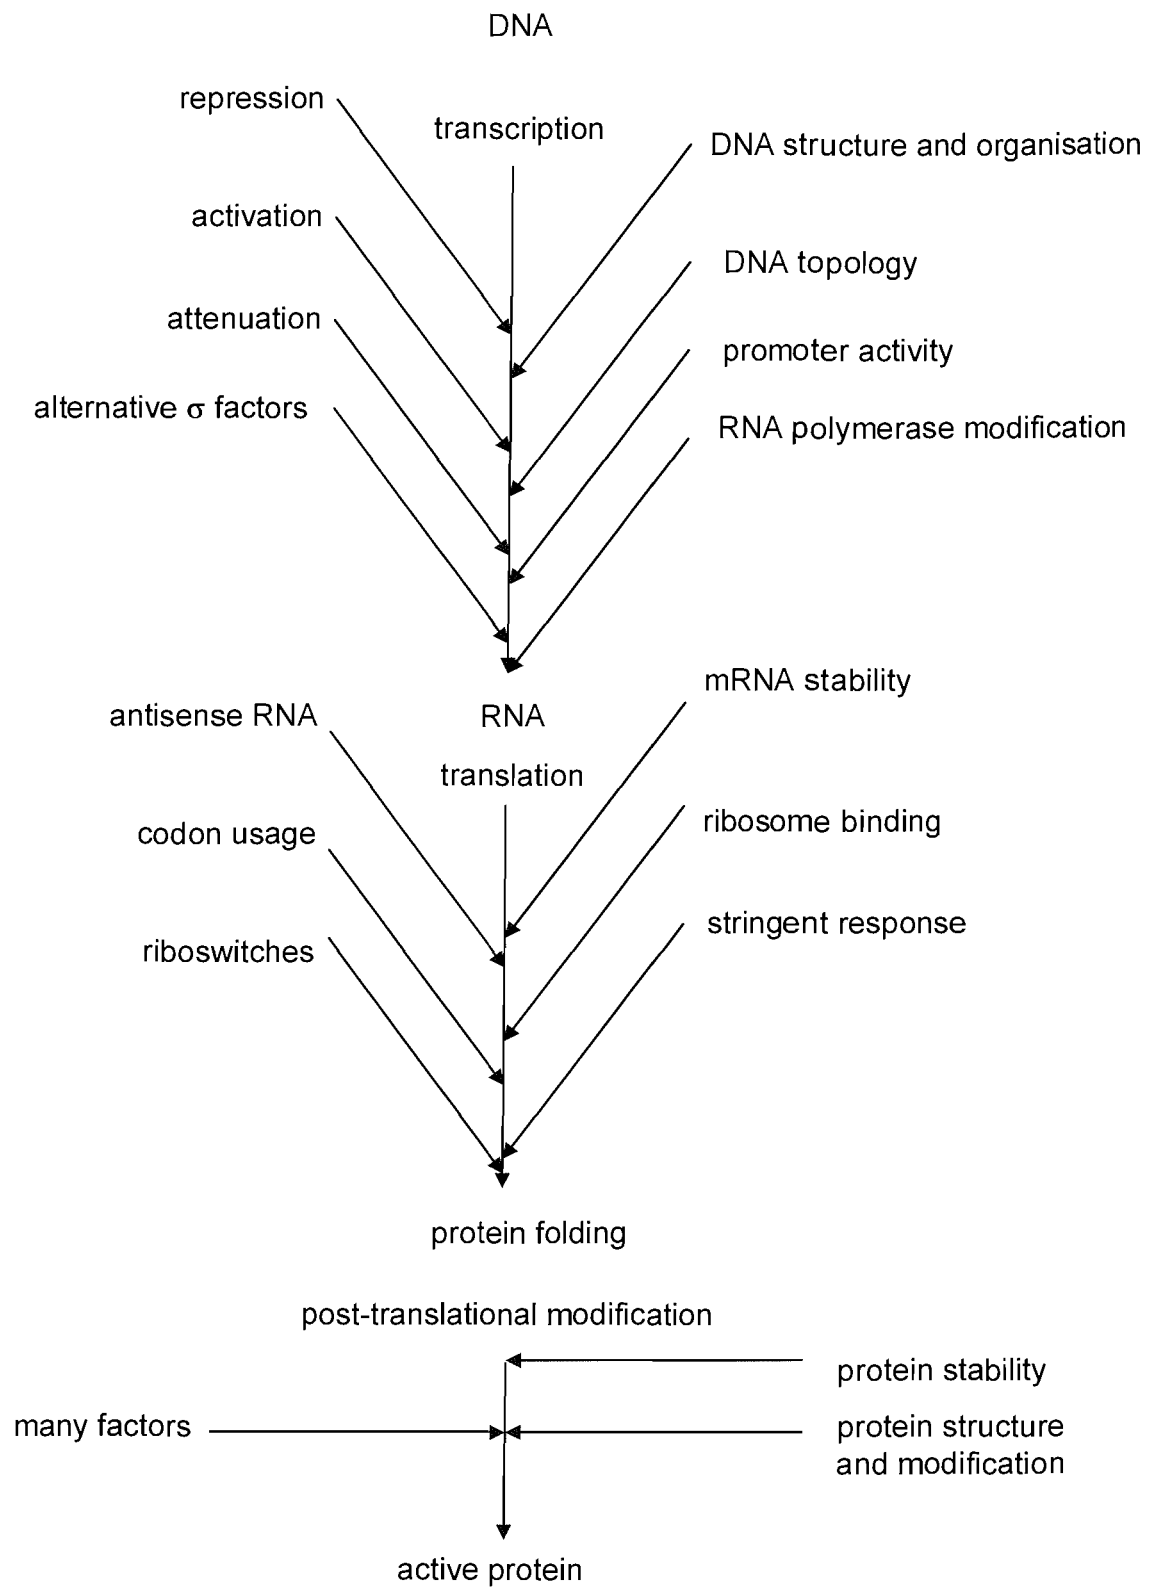 DNA
repression
transcription
DNA structure and organisation
activation
DNA topology
attenuation
promoter activity
alternative σ factors
RNA polymerase modification
mRNA stability
antisense RNA
RNA
translation
ribosome binding
codon usage
stringent response
riboswitches
protein folding
post-translational modification
protein stability
many factors
protein structure
and modification
active protein